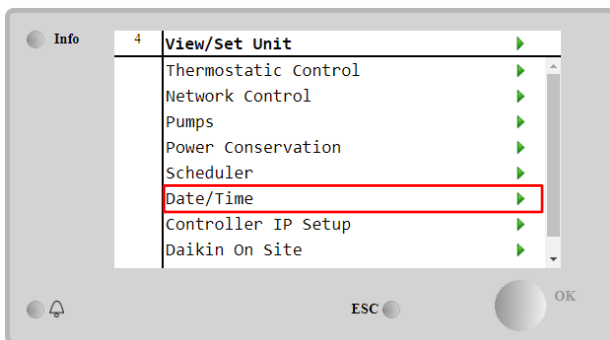 Info
4 View/Set Unit
Thermostatic Control
Network Control
Pumps
Power Conservation
Scheduler
Date/Time
Controller IP Setup
Daikin On Site
ESC
OK